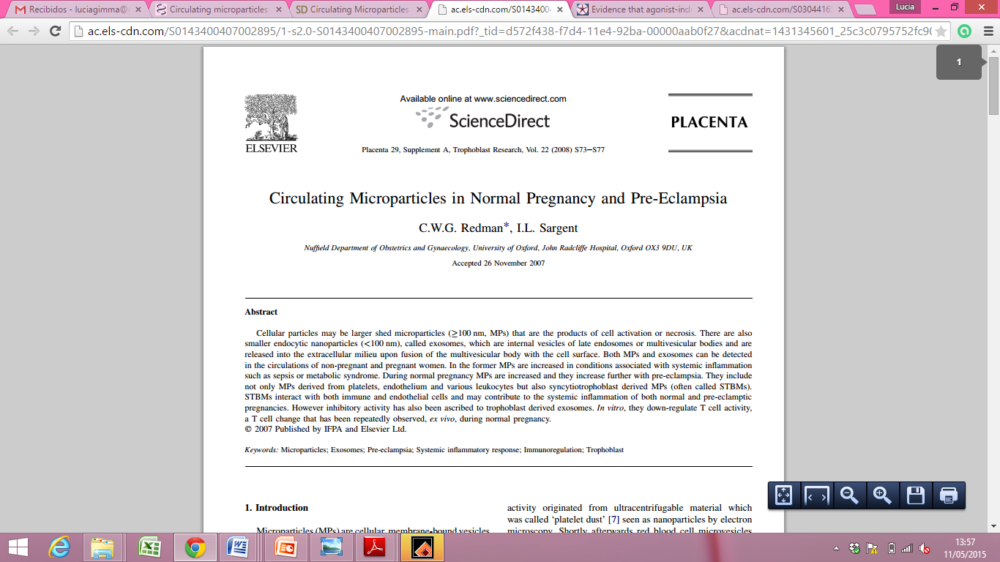 Recibidos - luciagimma@
Circulating microparticles
SD Circulating Microparticles
ac.els-cdn.com/S01434004
Evidence that agonist-ind
ac.els-cdn.com/S0304416
Lucia
ac.els-cdn.com/S0143400407002895/1-s2.0-S0143400407002895-main.pdf?_tid=d572f438-f7d4-11e4-92ba-00000aab0f27&acdnat=1431345601_25c3c0795752fc90
1
Available online at www.sciencedirect.com
ScienceDirect
PLACENTA
ELSEVIER
Placenta 29, Supplement A, Trophoblast Research, Vol. 22 (2008) S73–S77
Circulating Microparticles in Normal Pregnancy and Pre-Eclampsia
C.W.G. Redman*, I.L. Sargent
Nuffield Department of Obstetrics and Gynaecology, University of Oxford, John Radcliffe Hospital, Oxford OX3 9DU, UK
Accepted 26 November 2007
Abstract
Cellular particles may be larger shed microparticles (≥100 nm, MPs) that are the products of cell activation or necrosis. There are also
smaller endocytic nanoparticles (<100 nm), called exosomes, which are internal vesicles of late endosomes or multivesicular bodies and are
released into the extracellular milieu upon fusion of the multivesicular body with the cell surface. Both MPs and exosomes can be detected
in the circulations of non-pregnant and pregnant women. In the former MPs are increased in conditions associated with systemic inflammation
such as sepsis or metabolic syndrome. During normal pregnancy MPs are increased and they increase further with pre-eclampsia. They include
not only MPs derived from platelets, endothelium and various leukocytes but also syncytiotrophoblast derived MPs (often called STBMs).
STBMs interact with both immune and endothelial cells and may contribute to the systemic inflammation of both normal and pre-eclamptic
pregnancies. However inhibitory activity has also been ascribed to trophoblast derived exosomes. In vitro, they down-regulate T cell activity,
a T cell change that has been repeatedly observed, ex vivo, during normal pregnancy.
© 2007 Published by IFPA and Elsevier Ltd.
Keywords: Microparticles; Exosomes; Pre-eclampsia; Systemic inflammatory response; Immunoregulation; Trophoblast
1. Introduction
Microparticles (MPs) are cellular, membrane-bound vesicles
activity originated from ultracentrifugable material which
was called ‘platelet dust’ [7] seen as nanoparticles by electron
microscopy. Shortly afterwards red blood cell microvesicles
13:57
11/05/2015